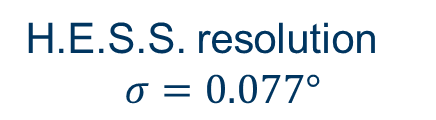 H.E.S.S. resolution
σ = 0.077°